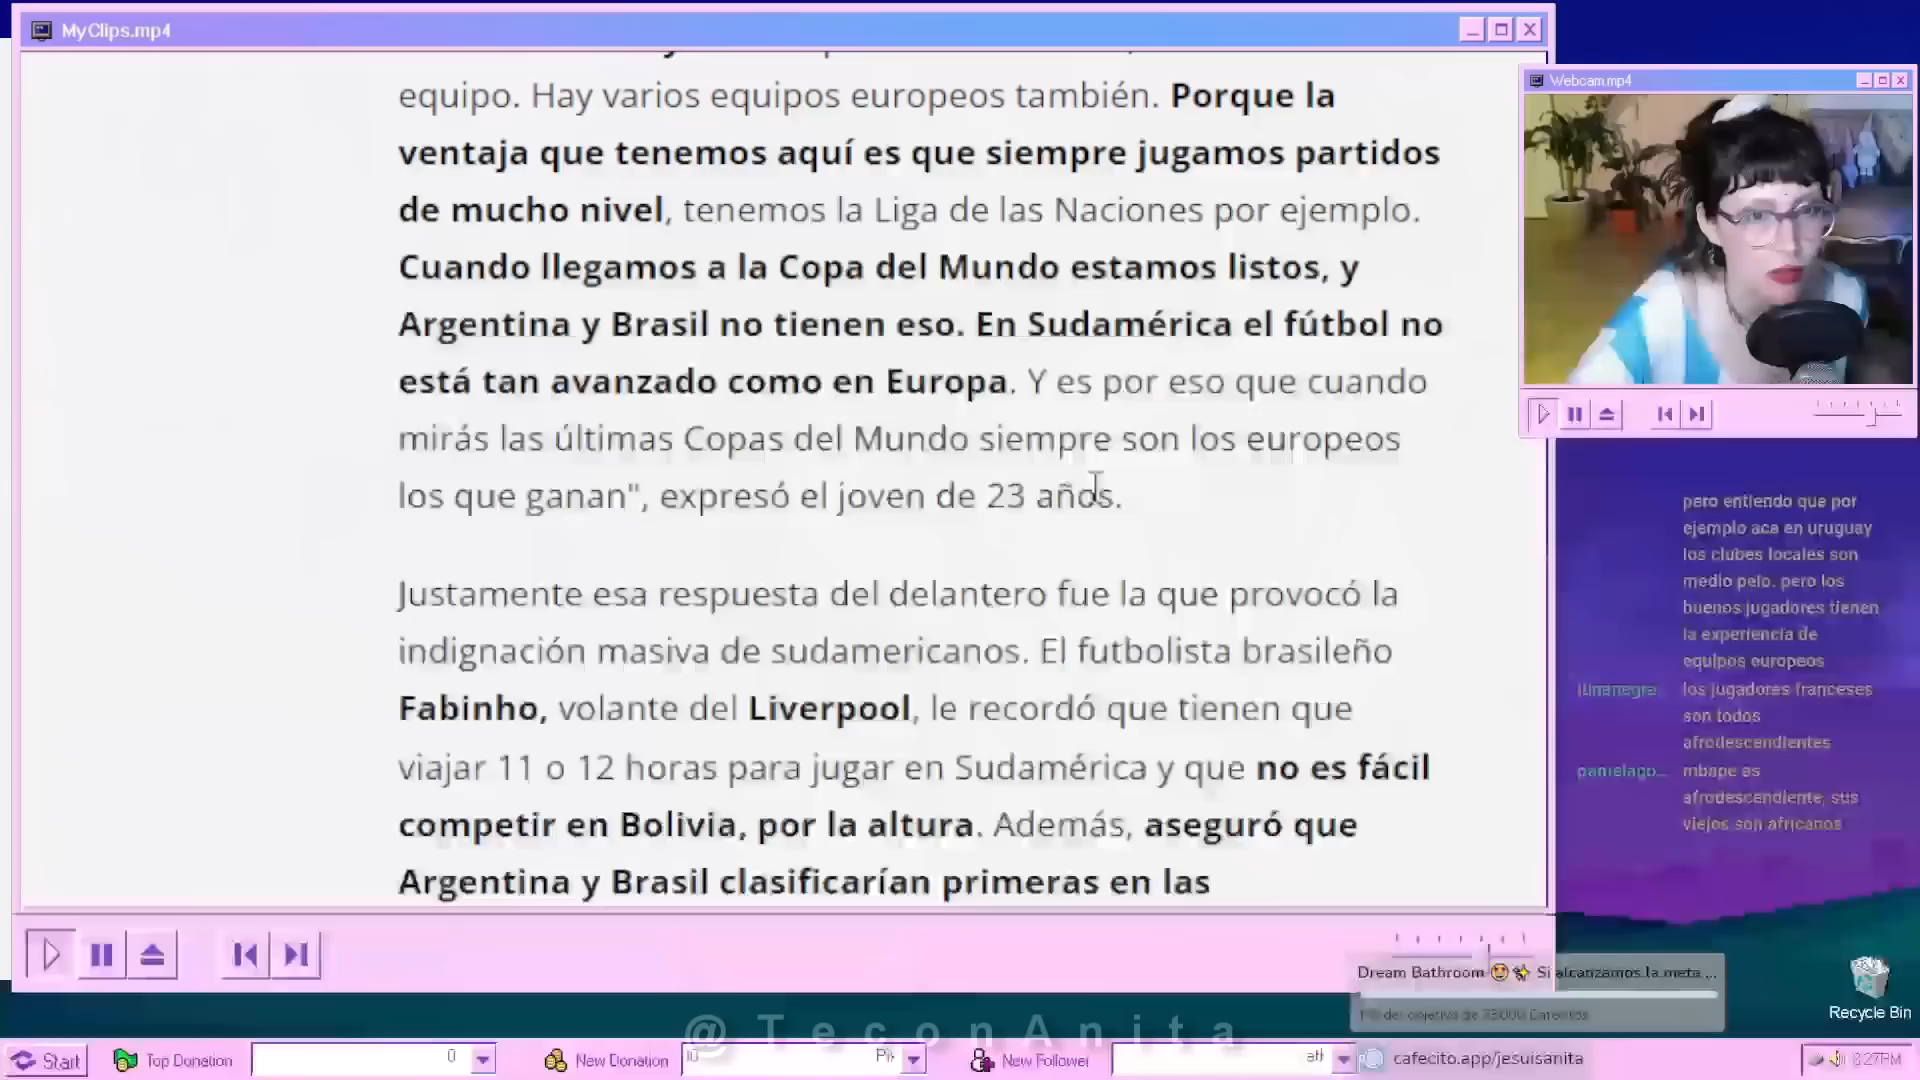 MyClips.mp4
equipo. Hay varios equipos europeos también. Porque la
ventaja que tenemos aquí es que siempre jugamos partidos
de mucho nivel, tenemos la Liga de las Naciones por ejemplo.
Cuando llegamos a la Copa del Mundo estamos listos, y
Argentina y Brasil no tienen eso. En Sudamérica el fútbol no
está tan avanzado como en Europa. Y es por eso que cuando
mirás las últimas Copas del Mundo siempre son los europeos
los que ganan", expresó el joven de 23 años.
Justamente esa respuesta del delantero fue la que provocó la
indignación masiva de sudamericanos. El futbolista brasileño
Fabinho, volante del Liverpool, le recordó que tienen que
viajar 11 o 12 horas para jugar en Sudamérica y que no es fácil
competir en Bolivia, por la altura. Además, aseguró que
Argentina y Brasil clasificarían primeras en las
Webcam.mp4
pero entiendo que por
ejemplo aca en uruguay
los clubes locales son
medio pelo. pero los
buenos jugadores tienen
la experiencia de
equipos europeos
los jugadores franceses
son todos
afrodescendientes
mbape es
afrodescendiente, sus
viejos son africanos
Dream Bathroom 🤩 ✨ Si alcanzamos la meta ...
Recycle Bin
@TeconAnita
Start
Top Donation
0
New Donation
New Follower
cafecito.app/jesuisanita
8:27PM